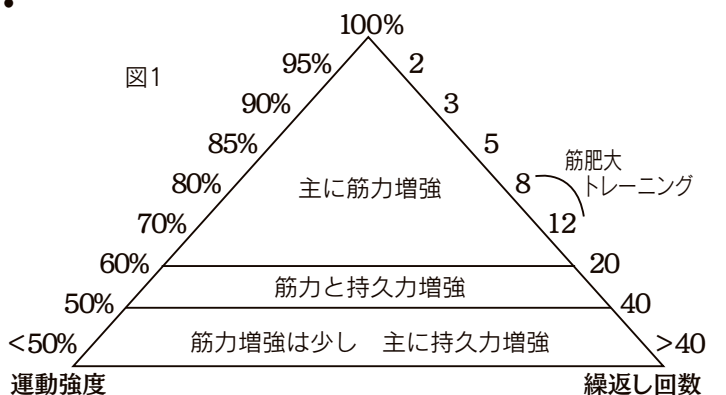 100%
95% 2
図1
90% 3
85% 5
筋肥大
トレーニング
80% 主に筋力増強 8
70% 12
60% 20
筋力と持久力増強
50% 40
<50% 筋力増強は少し 主に持久力増強 >40
運動強度 繰返し回数